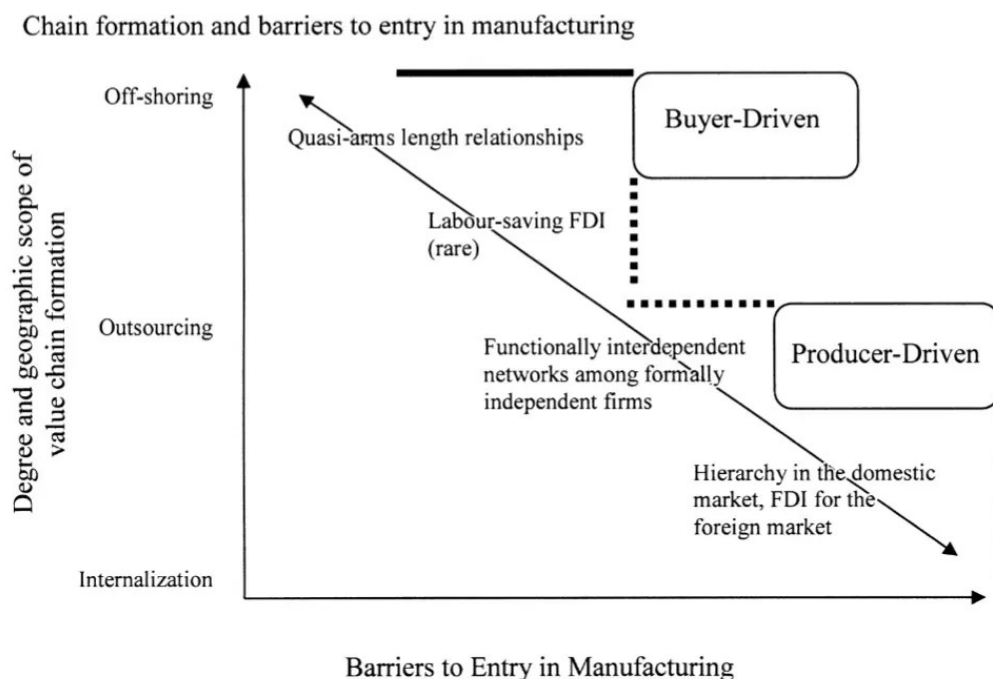 Chain formation and barriers to entry in manufacturing
Off-shoring
Buyer-Driven
Quasi-arms length relationships
Labour-saving FDI
(rare)
Degree and geographic scope of
value chain formation
Outsourcing
Functionally interdependent
networks among formally
independent firms
Producer-Driven
Hierarchy in the domestic
market, FDI for the
foreign market
Internalization
Barriers to Entry in Manufacturing